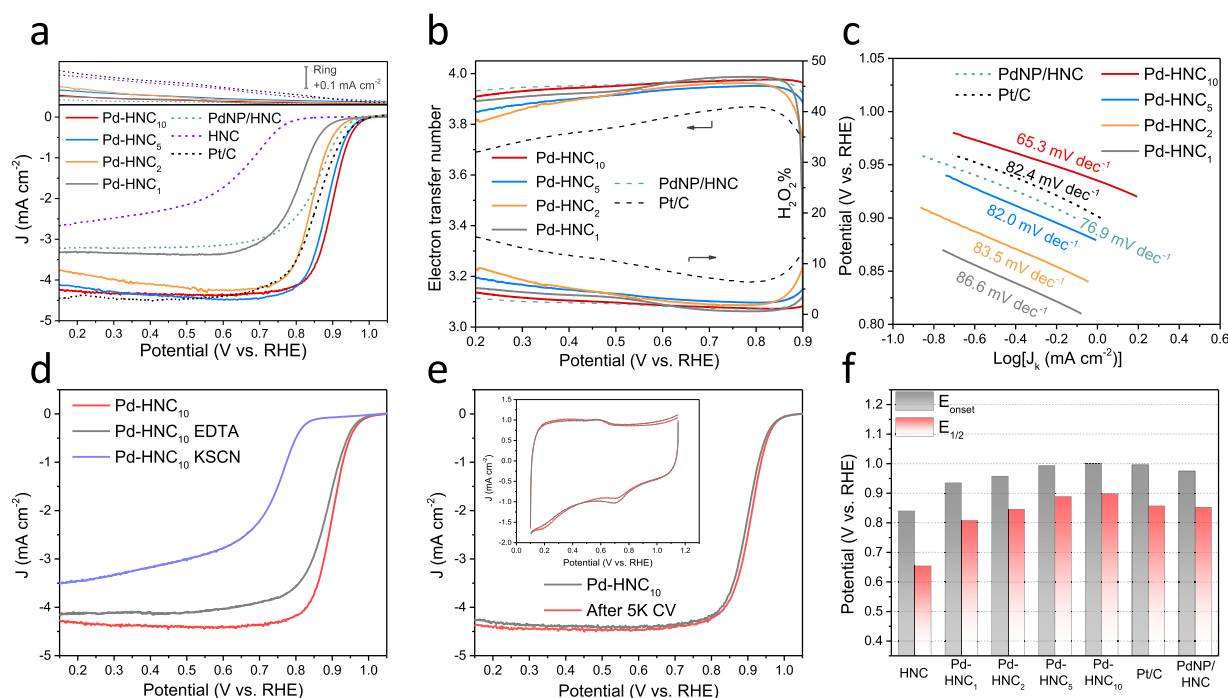 a
Ring
+0.1 mA cm-2
0
-1
-2
-3
-4
-5
J (mA cm-2)
Pd-HNC10
Pd-HNC5
Pd-HNC2
Pd-HNC1
PdNP/HNC
HNC
Pt/C
0.2 0.3 0.4 0.5 0.6 0.7 0.8 0.9 1.0
Potential (V vs. RHE)
b
4.0
3.8
3.6
3.4
3.2
3.0
Electron transfer number
Pd-HNC10
Pd-HNC5
Pd-HNC2
Pd-HNC1
PdNP/HNC
Pt/C
50
40
30
20
10
0
H2O2%
0.2 0.3 0.4 0.5 0.6 0.7 0.8 0.9
Potential (V vs. RHE)
c
1.05
1.00
0.95
0.90
0.85
0.80
Potential (V vs. RHE)
PdNP/HNC
Pt/C
Pd-HNC10
Pd-HNC5
Pd-HNC2
Pd-HNC1
65.3 mV dec-1
82.4 mV dec-1
76.9 mV dec-1
82.0 mV dec-1
83.5 mV dec-1
86.6 mV dec-1
-1.0 -0.8 -0.6 -0.4 -0.2 0.0 0.2 0.4 0.6
Log[Jk (mA cm-2)]
d
0
-1
-2
-3
-4
-5
J (mA cm-2)
Pd-HNC10
Pd-HNC10 EDTA
Pd-HNC10 KSCN
0.2 0.3 0.4 0.5 0.6 0.7 0.8 0.9 1.0
Potential (V vs. RHE)
e
0
-1
-2
-3
-4
-5
J (mA cm-2)
1.5
1.0
0.5
0.0
-0.5
-1.0
-1.5
-2.0
J (mA cm-2)
0.0 0.1 0.2 0.3 0.4 0.5 0.6 0.7 0.8 0.9 1.0 1.1 1.2
Potential (V vs. RHE)
Pd-HNC10
After 5K CV
0.2 0.3 0.4 0.5 0.6 0.7 0.8 0.9 1.0
Potential (V vs. RHE)
f
1.2
1.1
1.0
0.9
0.8
0.7
0.6
0.5
0.4
Potential (V vs. RHE)
Eonset
E1/2
HNC
Pd-
HNC1
Pd-
HNC2
Pd-
HNC5
Pd-
HNC10
Pt/C
PdNP/
HNC